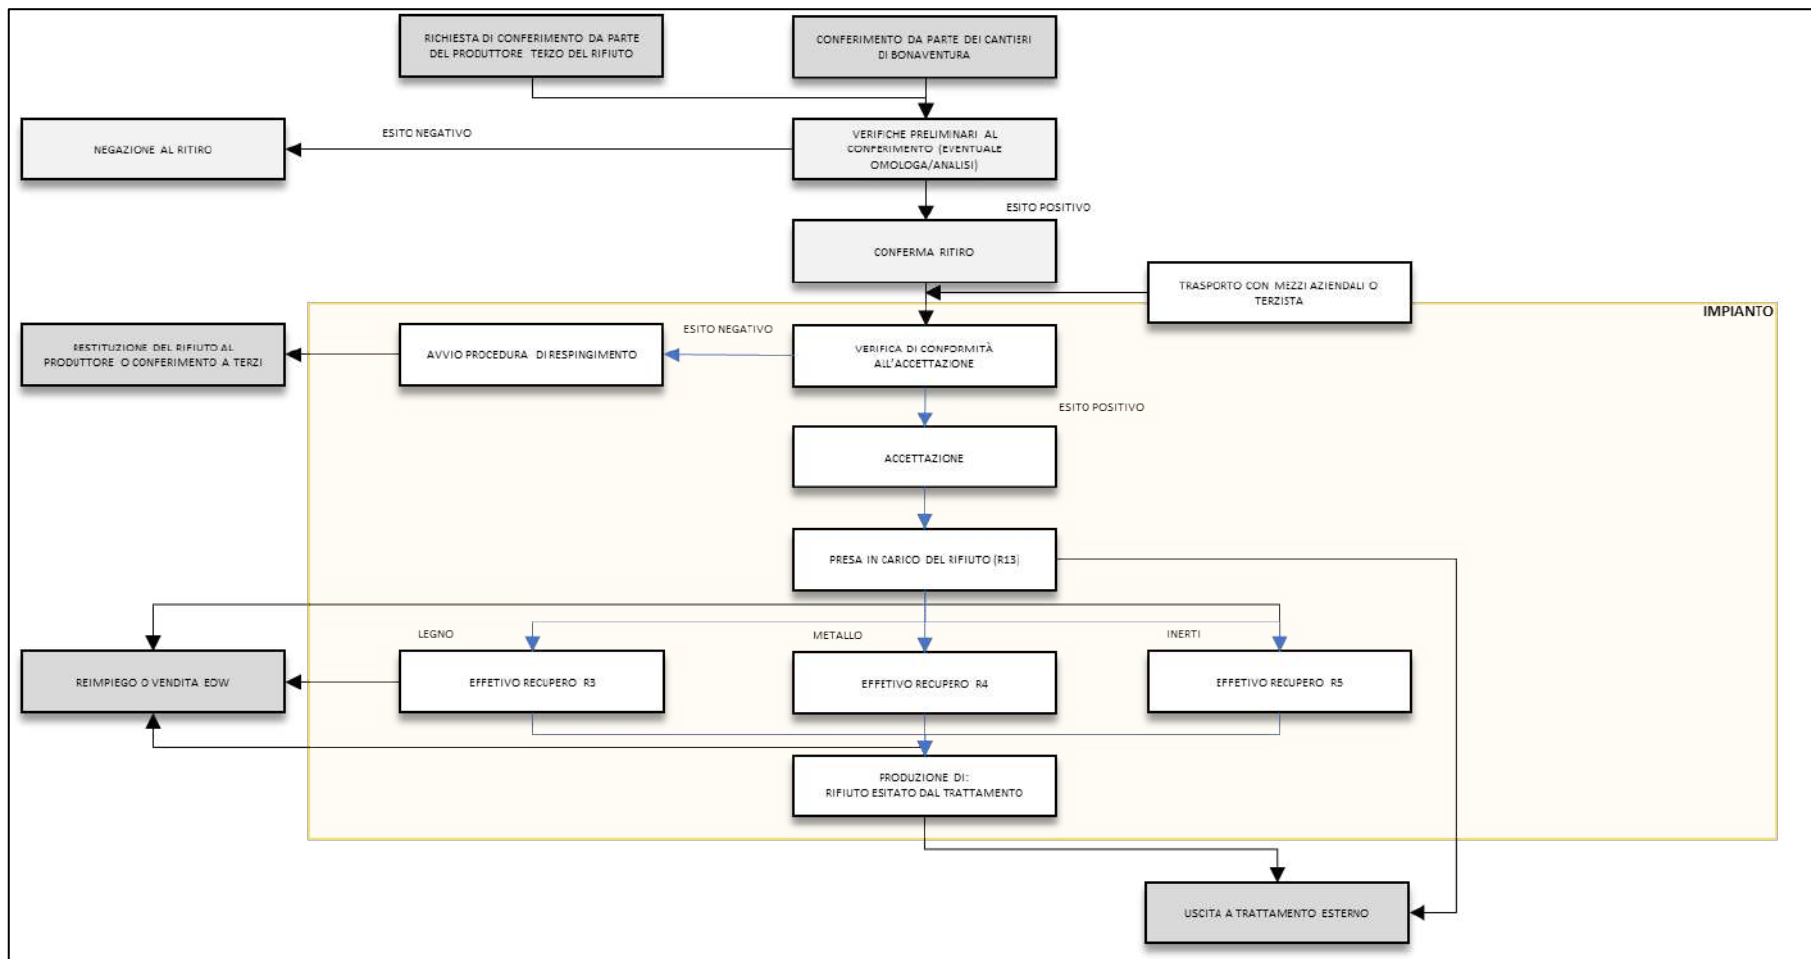 RICHIESTA DI CONFERIMENTO DA PARTE
DEL PRODUTTORE TERZO DEL RIFIUTO
CONFERIMENTO DA PARTE DEI CANTIERI
DI BONAVENTURA
NEGAZIONE AL RITIRO
ESITO NEGATIVO
VERIFICHE PRELIMINARI AL
CONFERIMENTO (EVENTUALE
OMOLOGA/ANALISI)
ESITO POSITIVO
CONFERMA RITIRO
TRASPORTO CON MEZZI AZIENDALI O
TERZISTA
IMPIANTO
RESTITUZIONE DEL RIFIUTO AL
PRODUTTORE O CONFERIMENTO A TERZI
AVVIO PROCEDURA DI RESPINGIMENTO
ESITO NEGATIVO
VERIFICA DI CONFORMITÀ
ALL'ACCETTAZIONE
ESITO POSITIVO
ACCETTAZIONE
PRESA IN CARICO DEL RIFIUTO (R13)
LEGNO
METALLO
INERTI
REIMPIEGO O VENDITA EOW
EFFETIVO RECUPERO R3
EFFETIVO RECUPERO R4
EFFETIVO RECUPERO R5
PRODUZIONE DI:
RIFIUTO ESITATO DAL TRATTAMENTO
USCITA A TRATTAMENTO ESTERNO